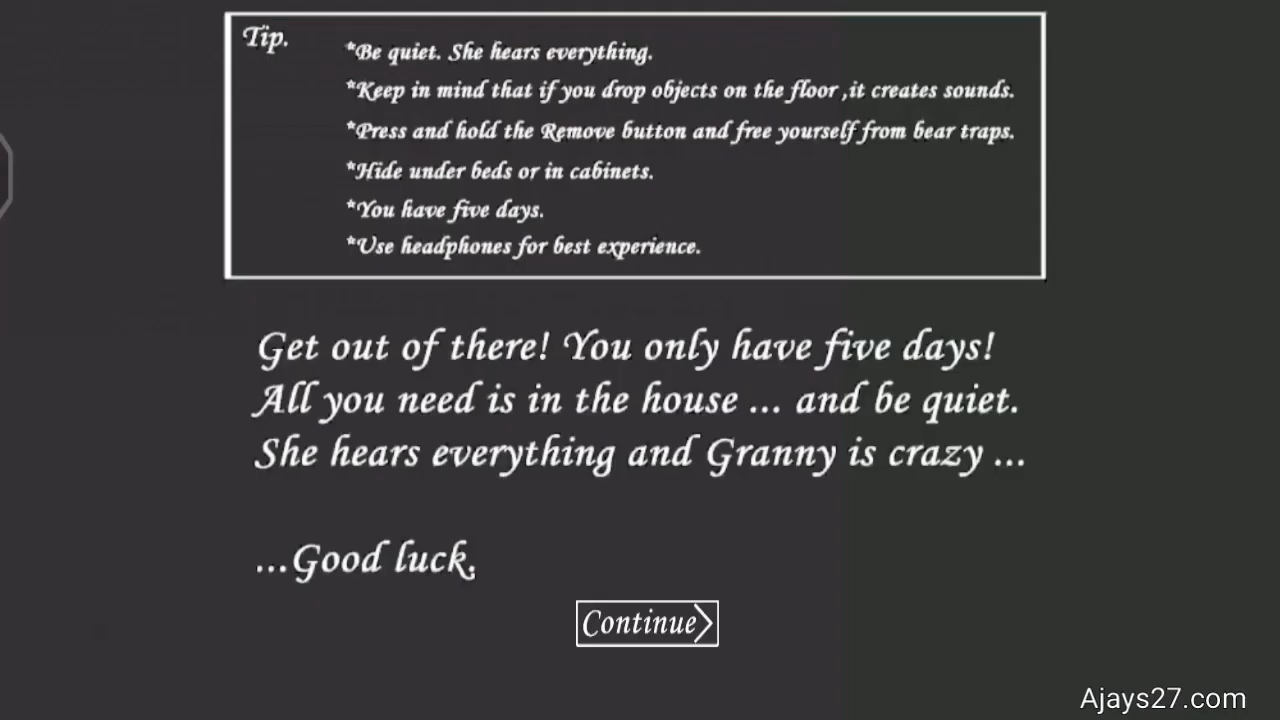 Tip.
*Be quiet. She hears everything.
*Keep in mind that if you drop objects on the floor ,it creates sounds.
*Press and hold the Remove button and free yourself from bear traps.
*Hide under beds or in cabinets.
*You have five days.
*Use headphones for best experience.
Get out of there! You only have five days!
All you need is in the house ... and be quiet.
She hears everything and Granny is crazy ...
...Good luck.
Continue
Ajays27.com